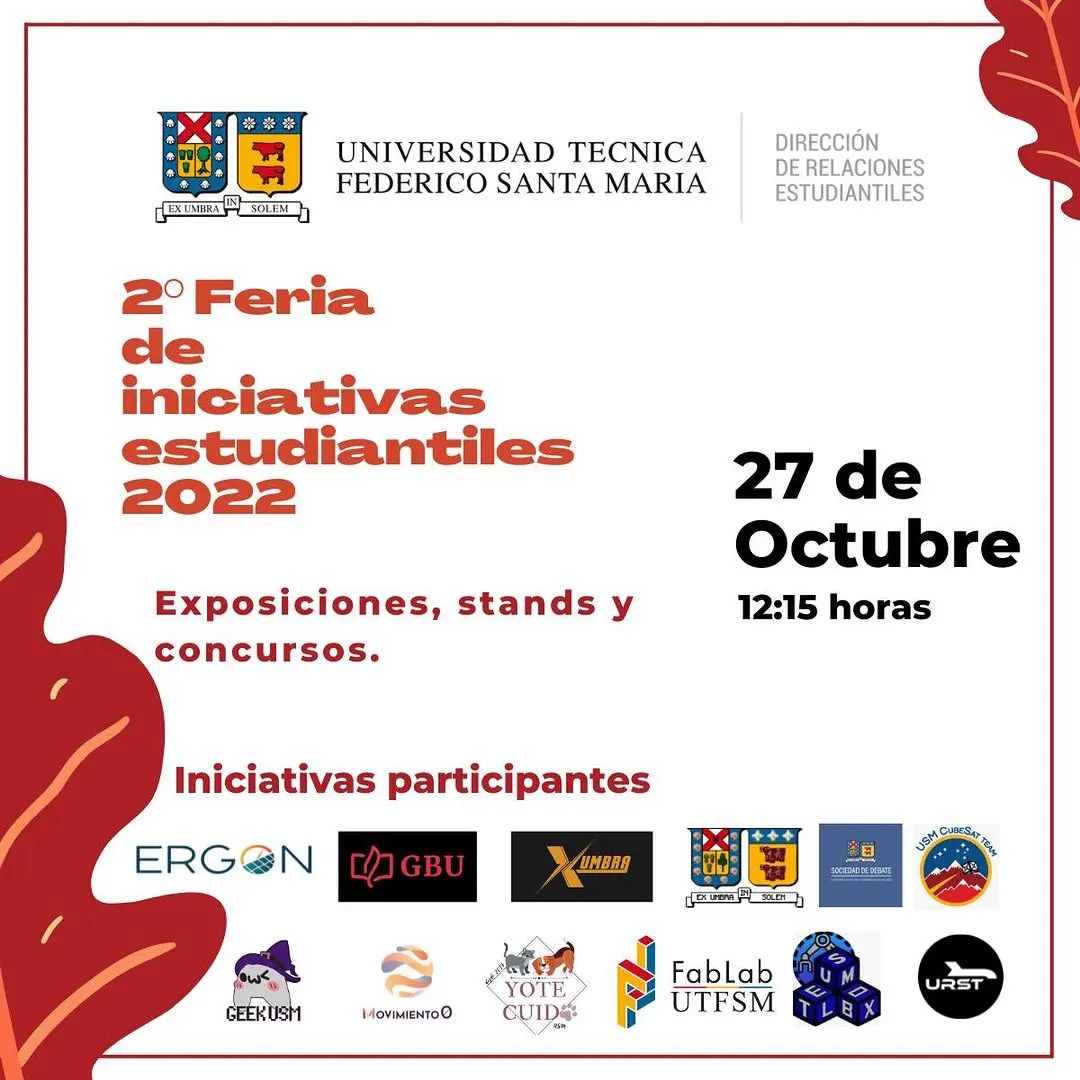 EX UMBRA IN SOLEM
UNIVERSIDAD TECNICA
FEDERICO SANTA MARIA
DIRECCIÓN
DE RELACIONES
ESTUDIANTILES
2° Feria
de
iniciativas
estudiantiles
2022
27 de
Octubre
12:15 horas
Exposiciones, stands y
concursos.
Iniciativas participantes
ERGON
GBU
XUMBRA
EX UMBRA IN SOLEM
SOCIEDAD DE DEBATE
USM CUBESAT TEAM
GEEK USM
MOVIMIENTO 0
YOTE
CUIDO
USM
FabLab
UTFSM
URST